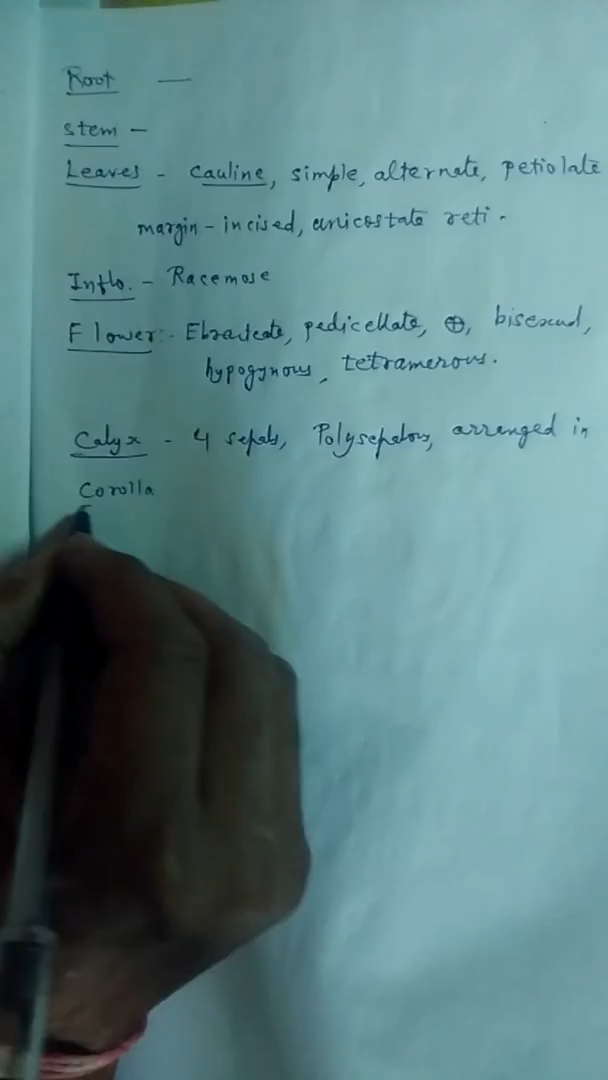 Root —
Stem –
Leaves - cauline, simple, alternate, petiolate
margin - incised, unicostate reti.
Inflo. - Racemose
Flower:- Ebracteate, pedicellate, ⊕, bisexual,
hypogynous, tetramerous.
Calyx - 4 sepals, Polysepalous, arranged in
Corolla